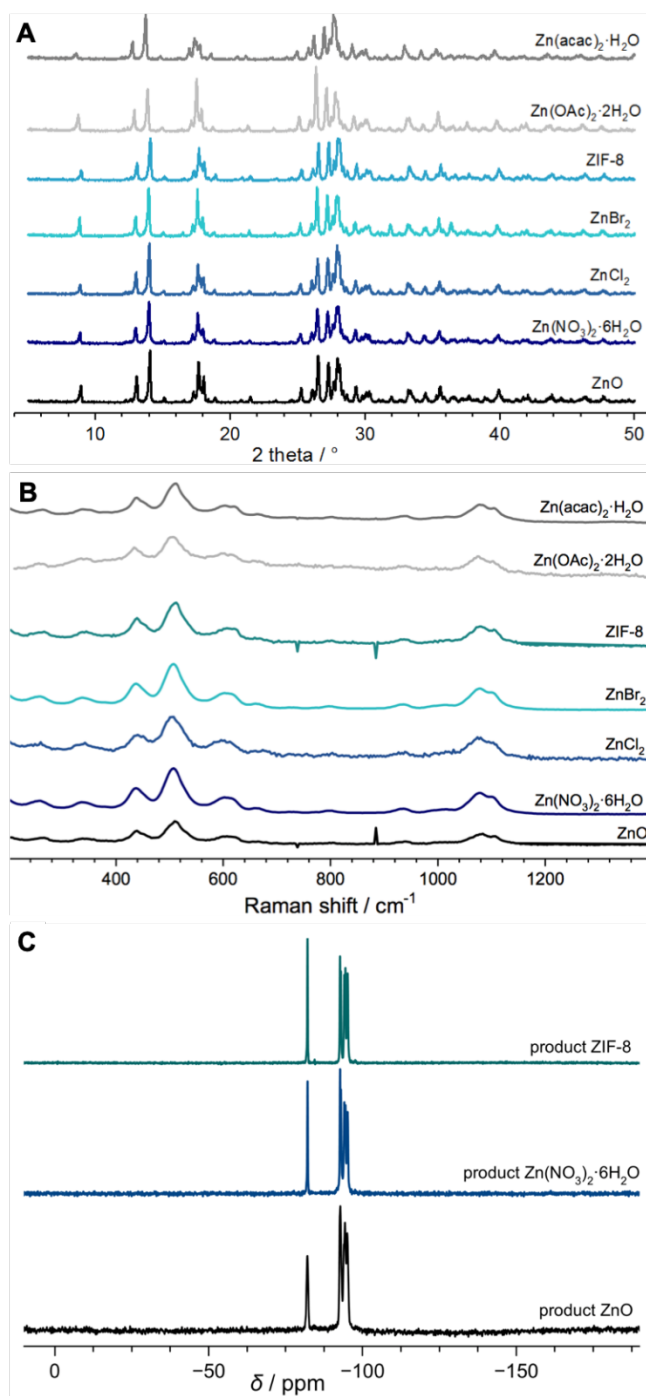 A
Zn(acac)₂·H₂O
Zn(OAc)₂·2H₂O
ZIF-8
ZnBr₂
ZnCl₂
Zn(NO₃)₂·6H₂O
ZnO
10 20 30 40 50
2 theta / °
B
Zn(acac)₂·H₂O
Zn(OAc)₂·2H₂O
ZIF-8
ZnBr₂
ZnCl₂
Zn(NO₃)₂·6H₂O
ZnO
400 600 800 1000 1200
Raman shift / cm⁻¹
C
product ZIF-8
product Zn(NO₃)₂·6H₂O
product ZnO
0 −50 −100 −150
δ / ppm